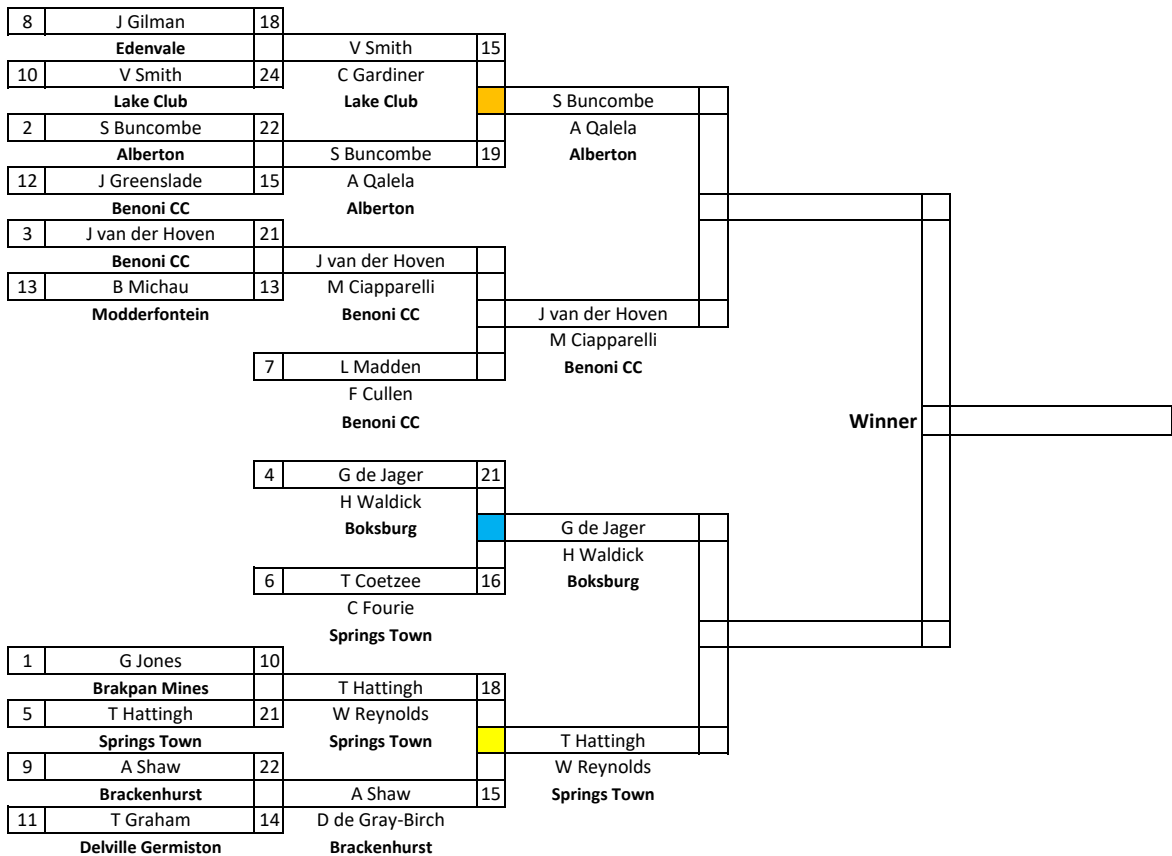 8 J Gilman 18
Edenvale V Smith 15
10 V Smith 24 C Gardiner
Lake Club Lake Club S Buncombe
2 S Buncombe 22 A Qalela
Alberton S Buncombe 19 Alberton
12 J Greenslade 15 A Qalela
Benoni CC Alberton
3 J van der Hoven 21
Benoni CC J van der Hoven
13 B Michau 13 M Ciapparelli
Modderfontein Benoni CC J van der Hoven
M Ciapparelli
7 L Madden Benoni CC
F Cullen
Benoni CC Winner
4 G de Jager 21
H Waldick
Boksburg G de Jager
H Waldick
6 T Coetzee 16 Boksburg
C Fourie
Springs Town
1 G Jones 10
Brakpan Mines T Hattingh 18
5 T Hattingh 21 W Reynolds
Springs Town Springs Town T Hattingh
9 A Shaw 22 W Reynolds
Brackenhurst A Shaw 15 Springs Town
11 T Graham 14 D de Gray-Birch
Delville Germiston Brackenhurst